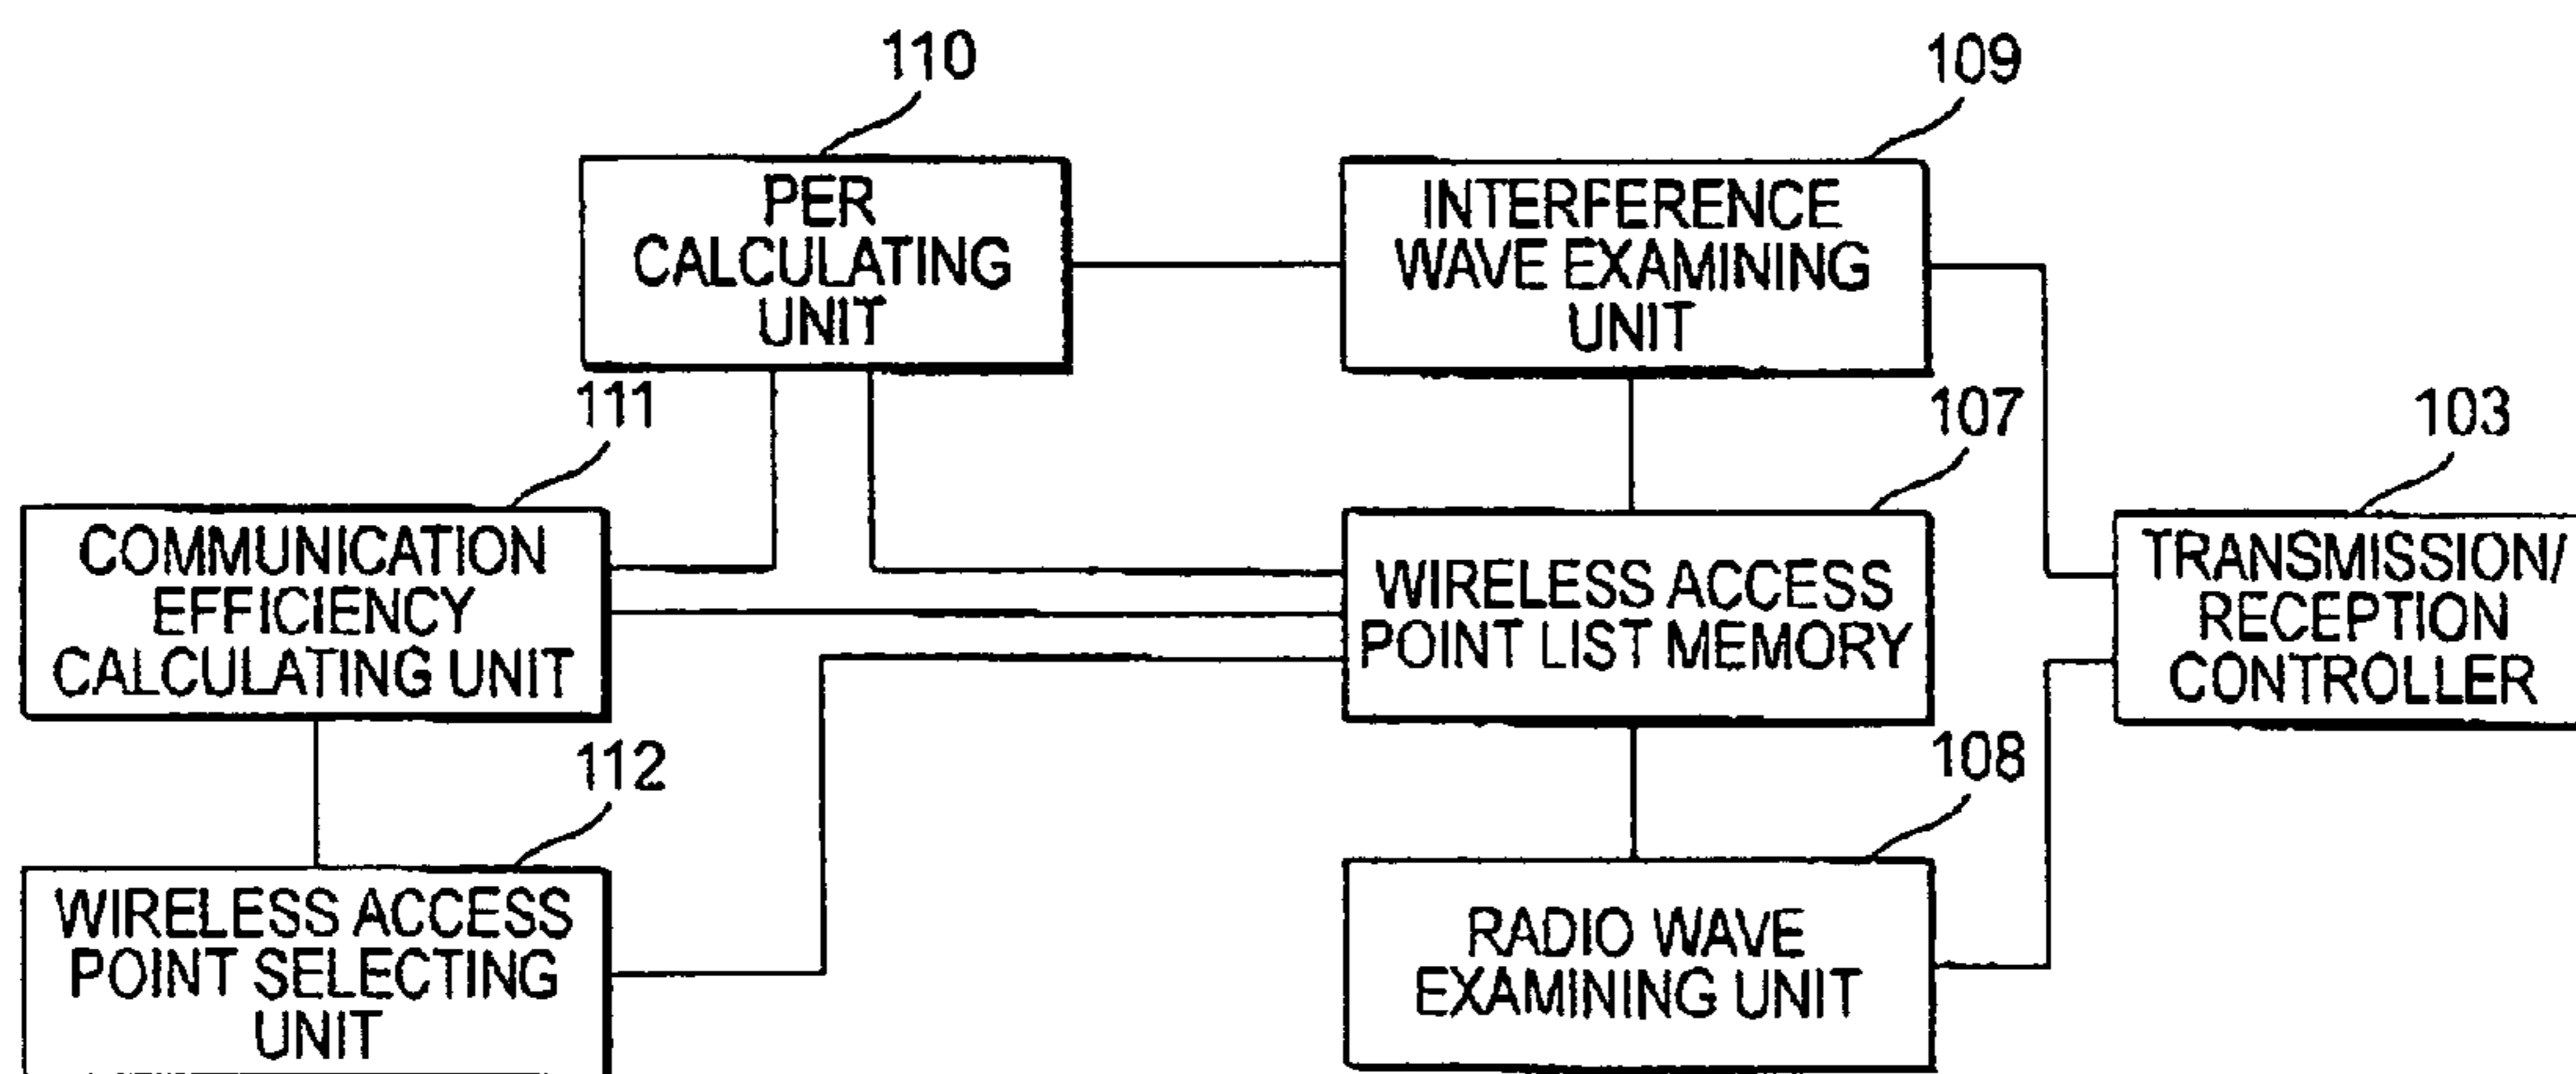 110
109
PER
CALCULATING
UNIT
INTERFERENCE
WAVE EXAMINING
UNIT
111
107
103
COMMUNICATION
EFFICIENCY
CALCULATING UNIT
WIRELESS ACCESS
POINT LIST MEMORY
TRANSMISSION/
RECEPTION
CONTROLLER
112
108
WIRELESS ACCESS
POINT SELECTING
UNIT
RADIO WAVE
EXAMINING UNIT